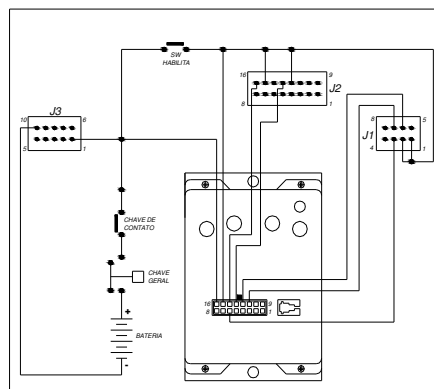 SW
HABILITA
16 9
J2
8 1
J3
10 6
5 1
8 5
J1
4 1
CHAVE DE
CONTATO
CHAVE
GERAL
16 9
8 1
+
BATERIA
-